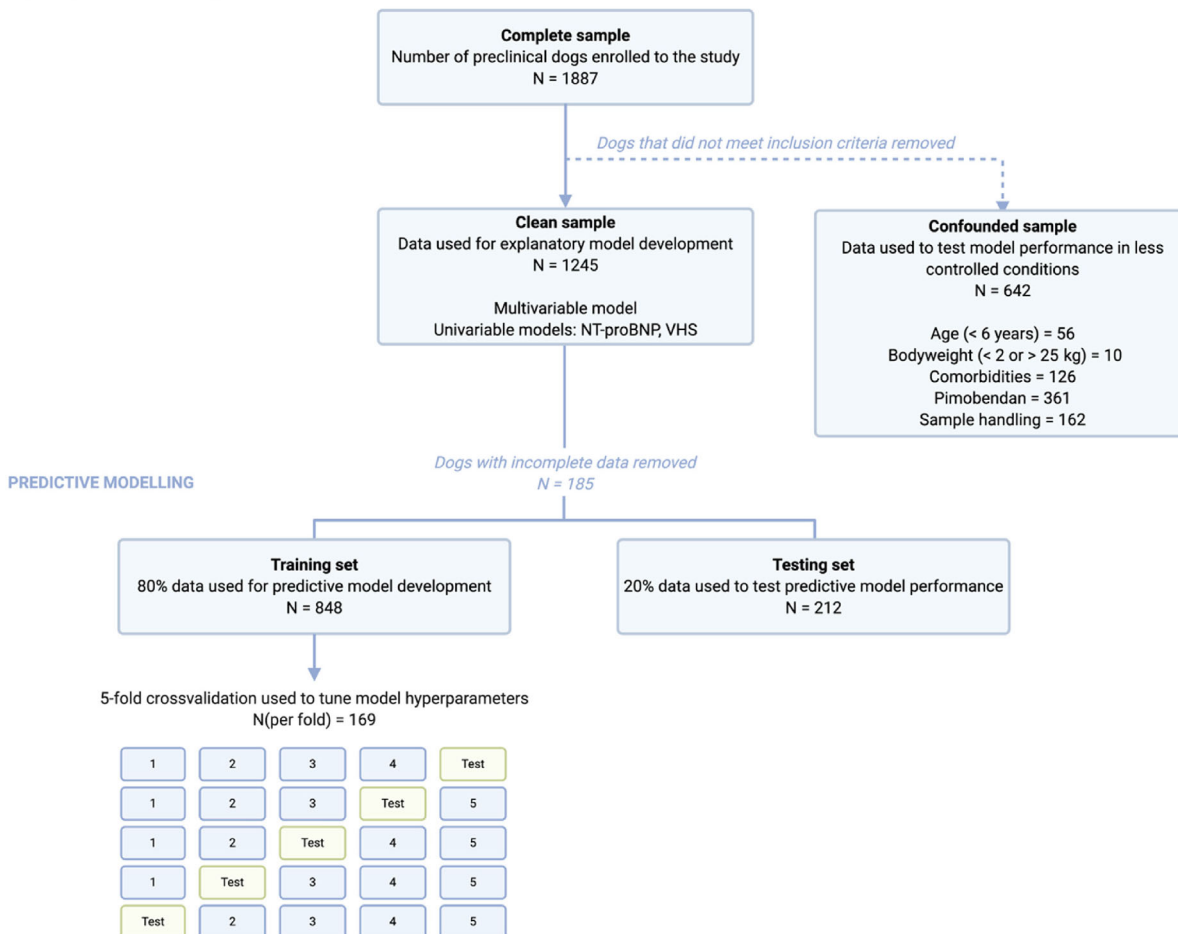 Complete sample
Number of preclinical dogs enrolled to the study
N = 1887
Dogs that did not meet inclusion criteria removed
Clean sample
Data used for explanatory model development
N = 1245
Multivariable model
Univariable models: NT-proBNP, VHS
Confounded sample
Data used to test model performance in less
controlled conditions
N = 642
Age (< 6 years) = 56
Bodyweight (< 2 or > 25 kg) = 10
Comorbidities = 126
Pimobendan = 361
Sample handling = 162
Dogs with incomplete data removed
N = 185
PREDICTIVE MODELLING
Training set
80% data used for predictive model development
N = 848
Testing set
20% data used to test predictive model performance
N = 212
5-fold crossvalidation used to tune model hyperparameters
N(per fold) = 169
1 2 3 4 Test
1 2 3 Test 5
1 2 Test 4 5
1 Test 3 4 5
Test 2 3 4 5